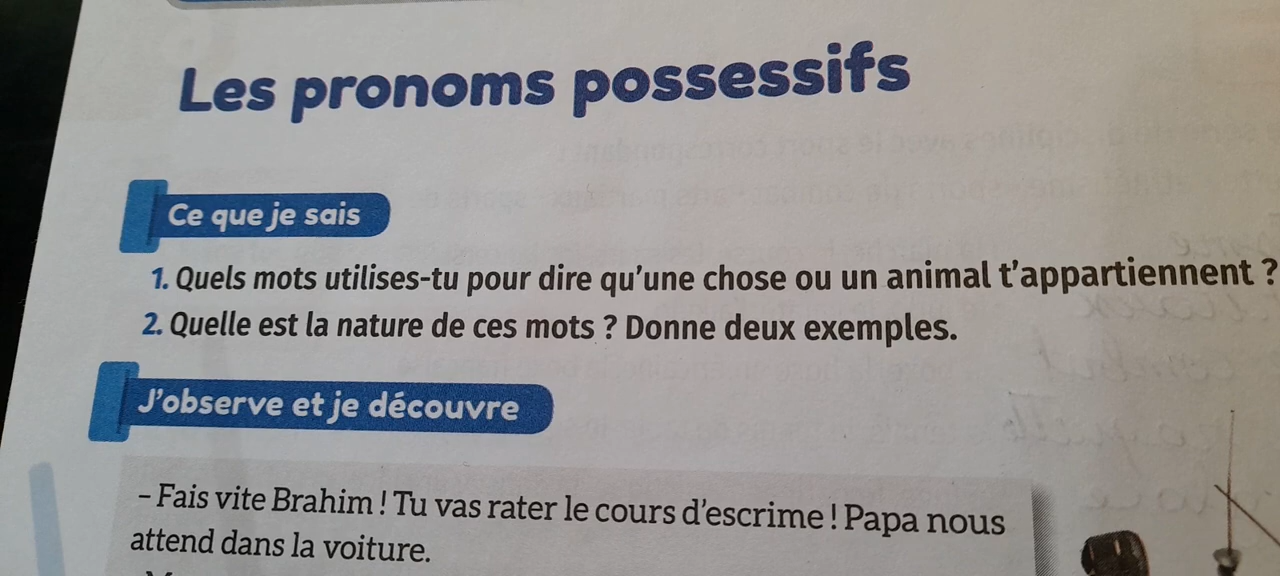 Les pronoms possessifs
Ce que je sais
1. Quels mots utilises-tu pour dire qu'une chose ou un animal t'appartiennent ?
2. Quelle est la nature de ces mots ? Donne deux exemples.
J'observe et je découvre
– Fais vite Brahim ! Tu vas rater le cours d'escrime ! Papa nous
attend dans la voiture.